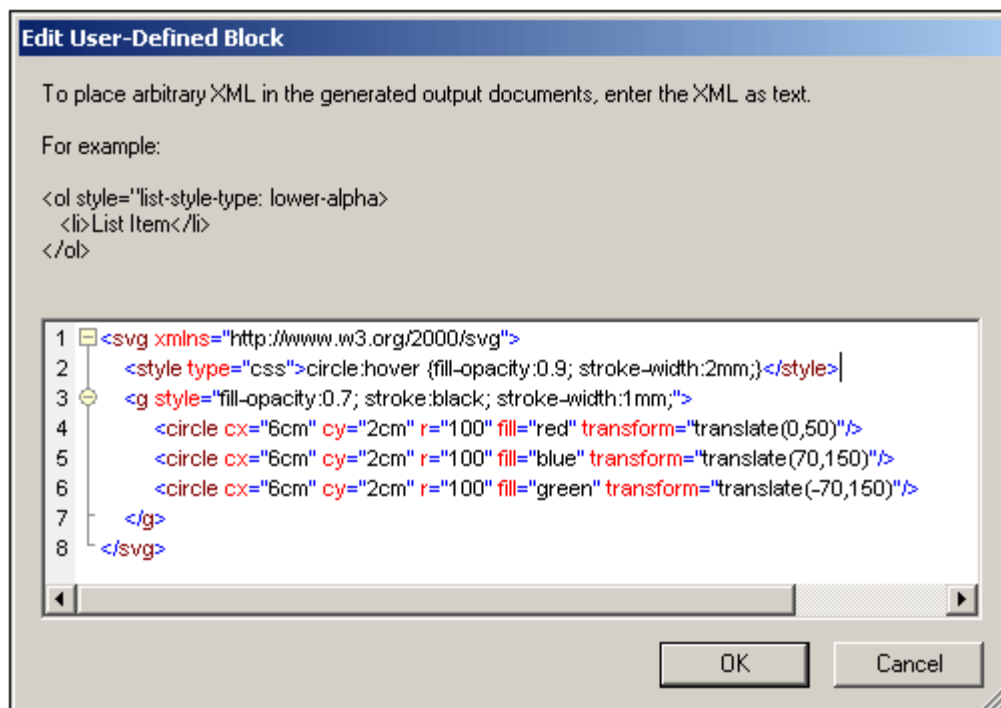 Edit User-Defined Block
To place arbitrary XML in the generated output documents, enter the XML as text.
For example:
<ol style="list-style-type: lower-alpha>
<li>List Item</li>
</ol>
1 <svg xmlns="http://www.w3.org/2000/svg">
2 <style type="css">circle:hover {fill-opacity:0.9; stroke-width:2mm;}</style>
3 <g style="fill-opacity:0.7; stroke:black; stroke-width:1mm;">
4 <circle cx="6cm" cy="2cm" r="100" fill="red" transform="translate(0,50)"/>
5 <circle cx="6cm" cy="2cm" r="100" fill="blue" transform="translate(70,150)"/>
6 <circle cx="6cm" cy="2cm" r="100" fill="green" transform="translate(-70,150)"/>
7 </g>
8 </svg>
OK Cancel